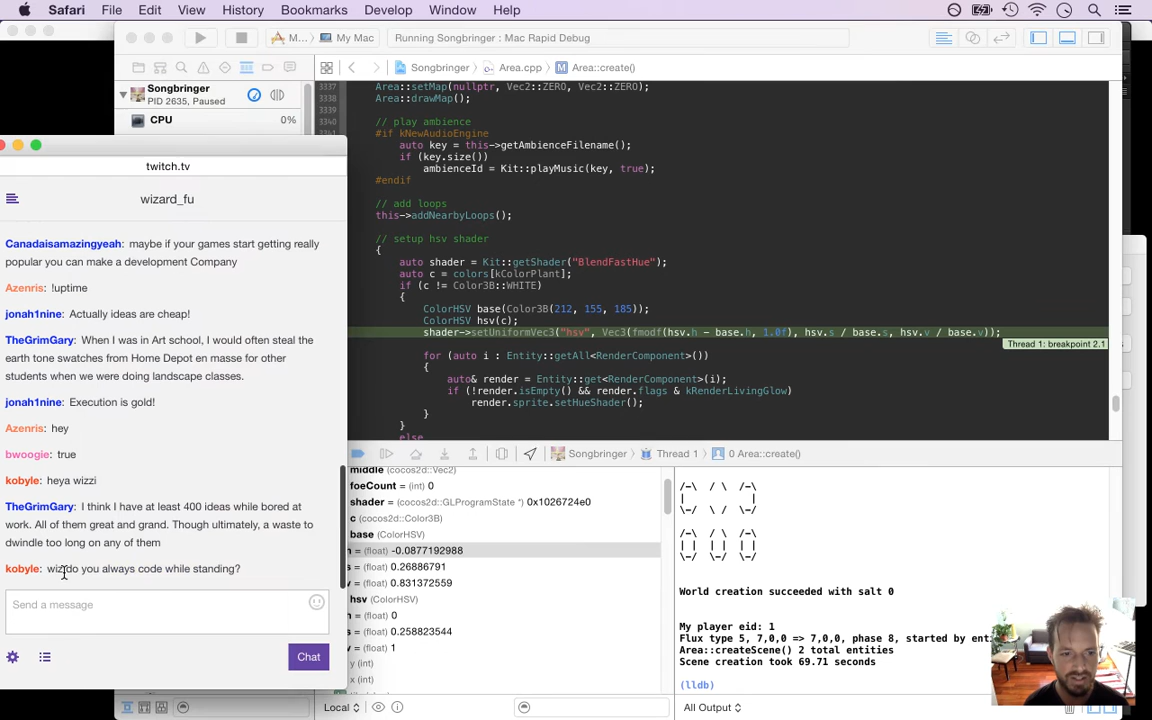 Safari File Edit View History Bookmarks Develop Window Help
M... My Mac Running Songbringer : Mac Rapid Debug
Songbringer Area.cpp Area::create()
Songbringer
PID 2635, Paused
CPU 0%
twitch.tv
wizard_fu
Canadaisamazingyeah: maybe if your games start getting really
popular you can make a development Company
Azenris: !uptime
jonah1nine: Actually ideas are cheap!
TheGrimGary: When I was in Art school, I would often steal the
earth tone swatches from Home Depot en masse for other
students when we were doing landscape classes.
jonah1nine: Execution is gold!
Azenris: hey
bwoogie: true
kobyle: heya wizzi
TheGrimGary: I think I have at least 400 ideas while bored at
work. All of them great and grand. Though ultimately, a waste to
dwindle too long on any of them
kobyle: wiz do you always code while standing?
Send a message
Chat
3337 Area::setMap(nullptr, Vec2::ZERO, Vec2::ZERO);
3338 Area::drawMap();
3339
3340 // play ambience
#if kNewAudioEngine
auto key = this->getAmbienceFilename();
if (key.size())
ambienceId = Kit::playMusic(key, true);
#endif
// add loops
this->addNearbyLoops();
// setup hsv shader
{
auto shader = Kit::getShader("BlendFastHue");
auto c = colors[kColorPlant];
if (c != Color3B::WHITE)
{
ColorHSV base(Color3B(212, 155, 185));
ColorHSV hsv(c);
shader->setUniformVec3("hsv", Vec3(fmodf(hsv.h - base.h, 1.0f), hsv.s / base.s, hsv.v / base.v));
Thread 1: breakpoint 2.1
for (auto i : Entity::getAll<RenderComponent>())
{
auto& render = Entity::get<RenderComponent>(i);
if (!render.isEmpty() && render.flags & kRenderLivingGlow)
render.sprite.setHueShader();
}
}
else
Songbringer Thread 1 0 Area::create()
middle (cocos2d::Vec2)
foeCount = (int) 0
shader = (cocos2d::GLProgramState *) 0x1026724e0
c (cocos2d::Color3B)
base (ColorHSV)
h = (float) -0.0877192988
s = (float) 0.26886791
v = (float) 0.831372559
hsv (ColorHSV)
h = (float) 0
s = (float) 0.258823544
v = (float) 1
y (int)
x (int)
Local
/-\ \ / /-\
| | |
\-/ / \ \-/
/-\ /-\ /-\
| | | | | |
\-/ \-/ \-/
World creation succeeded with salt 0
My player eid: 1
Flux type 5, 7,0,0 => 7,0,0, phase 8, started by enti
Area::createScene() 2 total entities
Scene creation took 69.71 seconds
(lldb)
All Output